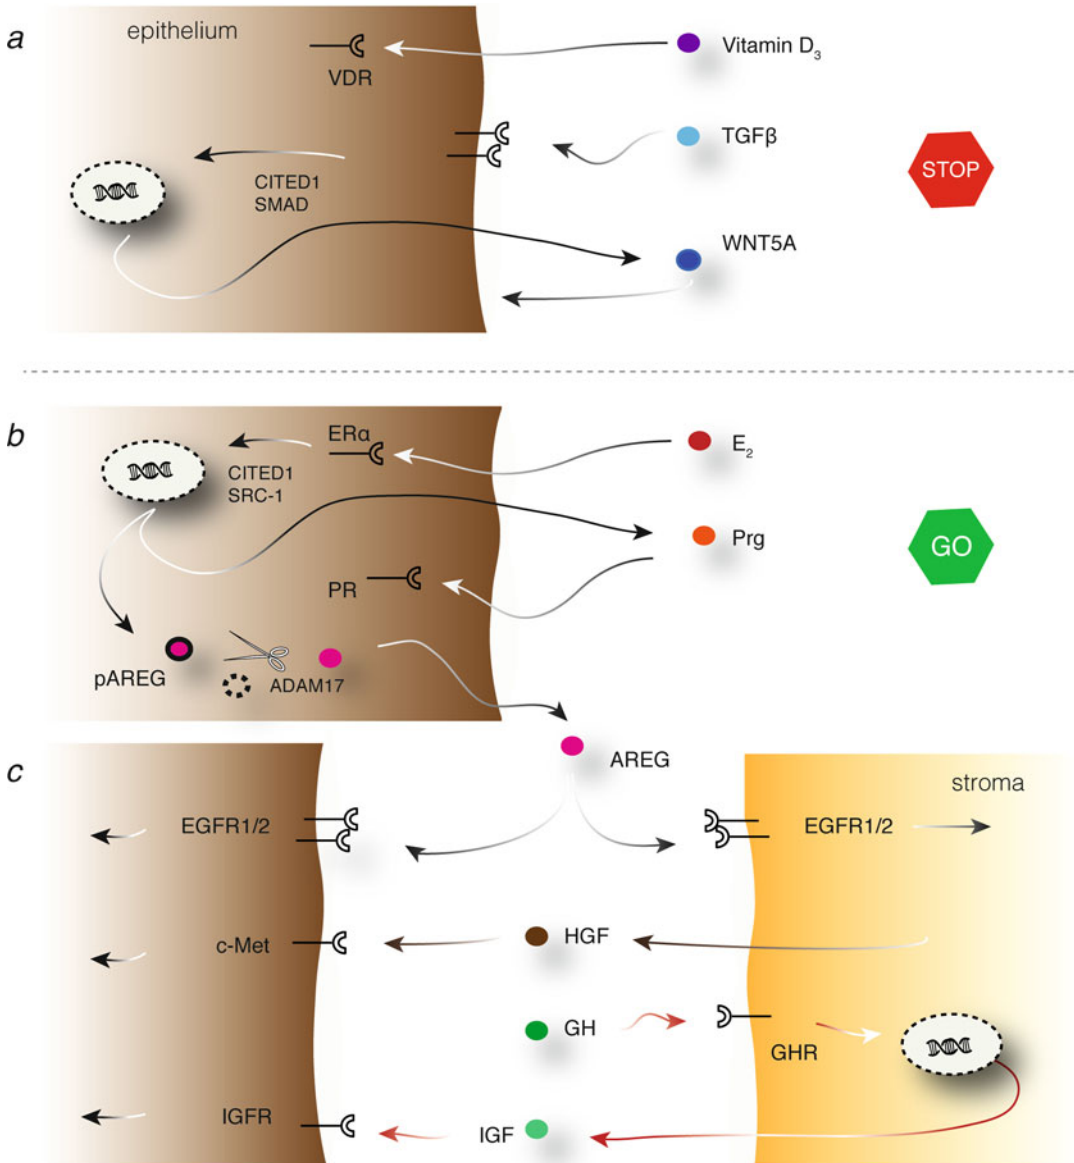 a
epithelium
VDR
Vitamin D₃
TGFβ
STOP
CITED1
SMAD
WNT5A
b
ERα
E₂
CITED1
SRC-1
Prg
GO
PR
pAREG
ADAM17
c
AREG
stroma
EGFR1/2
EGFR1/2
c-Met
HGF
GH
GHR
IGFR
IGF